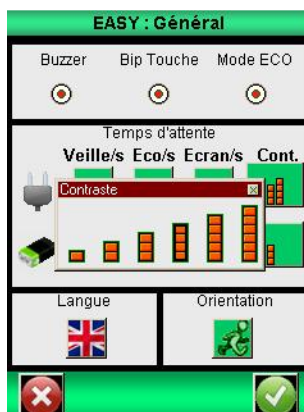 EASY : Général
Buzzer Bip Touche Mode ECO
Temps d'attente
Veille/s Eco/s Ecran/s Cont.
Contraste
Langue Orientation